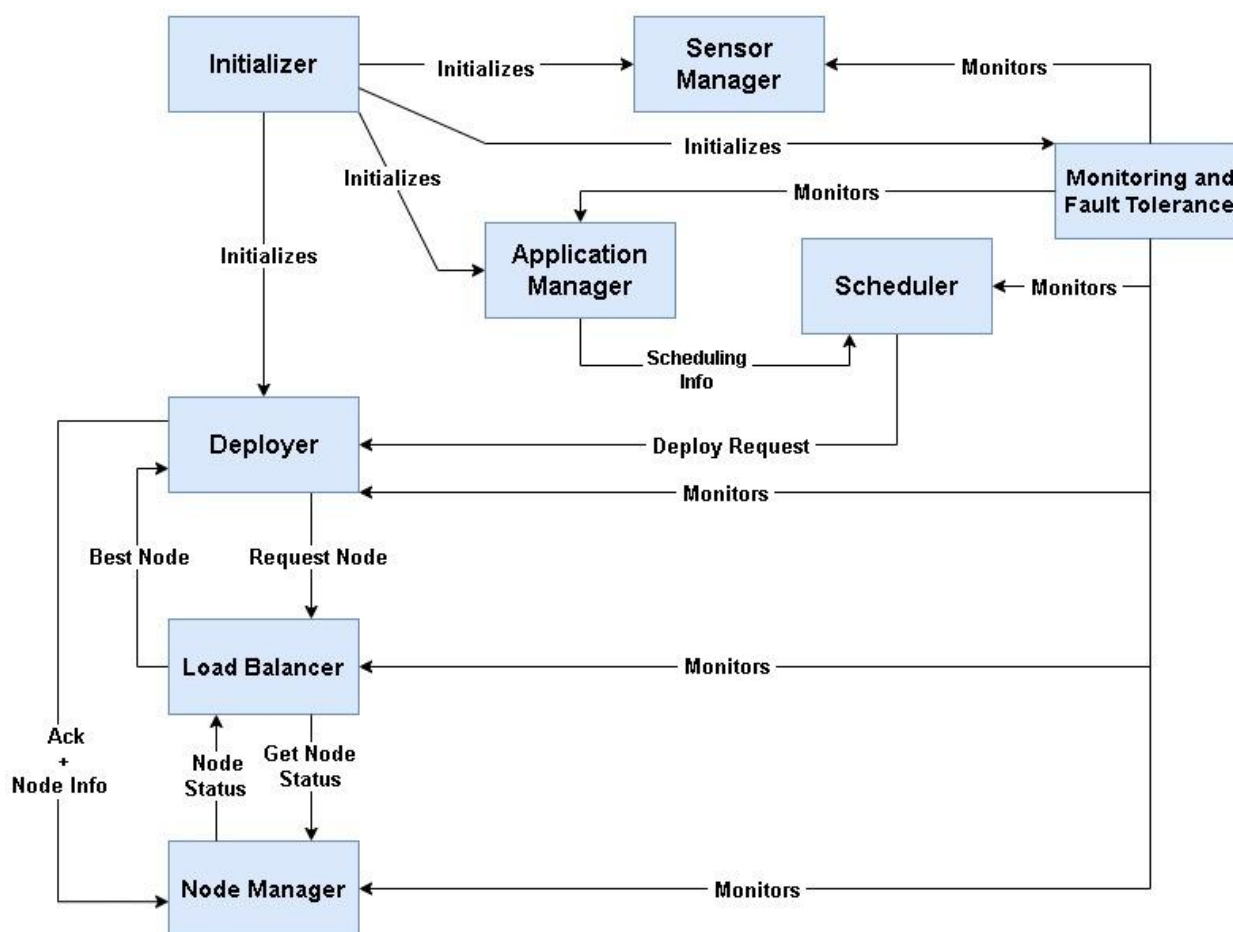 Initializer
Initializes
Sensor
Manager
Monitors
Initializes
Initializes
Monitoring and
Fault Tolerance
Monitors
Initializes
Application
Manager
Scheduler
Monitors
Scheduling
Info
Deployer
Deploy Request
Monitors
Best Node
Request Node
Load Balancer
Monitors
Ack
+
Node Info
Node
Status
Get Node
Status
Node Manager
Monitors